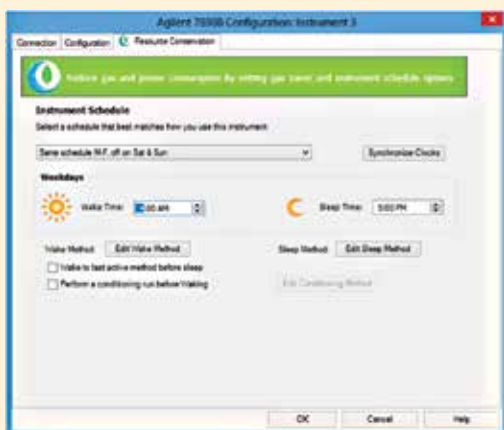 Agilent 7890B Configuration: Instrument 3
Connection Configuration Resource Conservation
Reduce gas and power consumption by setting gas saver and instrument schedule options
Instrument Schedule
Select a schedule that best matches how you use this instrument
Same schedule M-F, off on Sat & Sun
Synchronize Clocks
Weekdays
Wake Time: :00 AM
Sleep Time: 5:00 PM
Wake Method: Edit Wake Method
Sleep Method: Edit Sleep Method
Wake to last active method before sleep
Perform a conditioning run before Waking
Edit Conditioning Method
OK Cancel Help